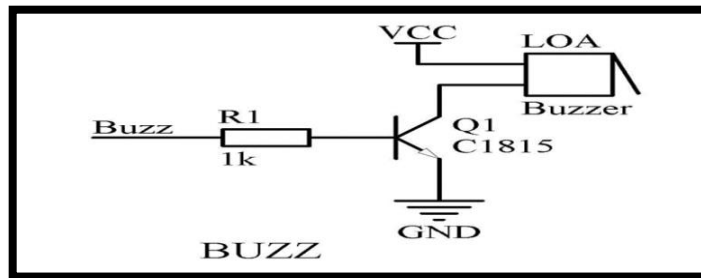 VCC
LOA
Buzzer
Buzz
R1
1k
Q1
C1815
GND
BUZZ